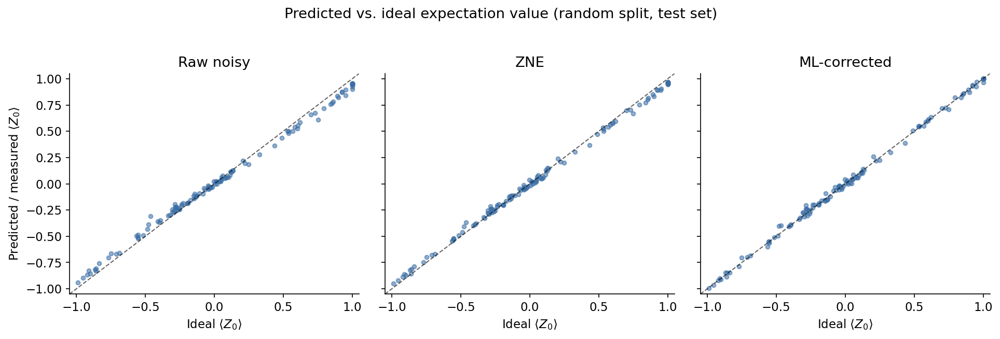 Predicted vs. ideal expectation value (random split, test set)
Raw noisy
ZNE
ML-corrected
Predicted / measured ⟨Z₀⟩
1.00
0.75
0.50
0.25
0.00
−0.25
−0.50
−0.75
−1.00
−1.0 −0.5 0.0 0.5 1.0
−1.0 −0.5 0.0 0.5 1.0
−1.0 −0.5 0.0 0.5 1.0
Ideal ⟨Z₀⟩
Ideal ⟨Z₀⟩
Ideal ⟨Z₀⟩